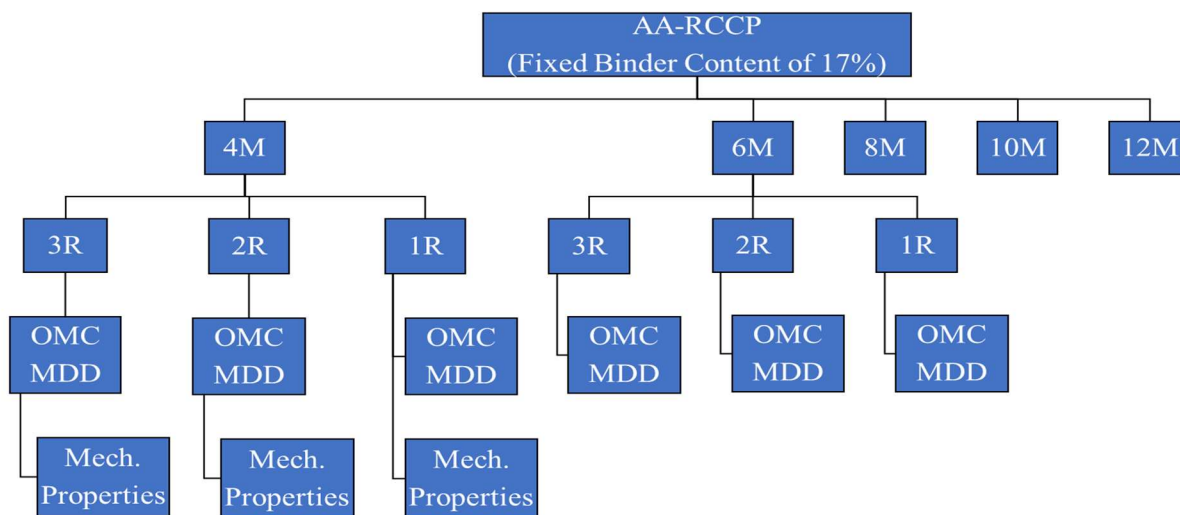 AA-RCCP
(Fixed Binder Content of 17%)
4M
6M
8M
10M
12M
3R
2R
1R
3R
2R
1R
OMC
MDD
OMC
MDD
OMC
MDD
OMC
MDD
OMC
MDD
OMC
MDD
Mech.
Properties
Mech.
Properties
Mech.
Properties